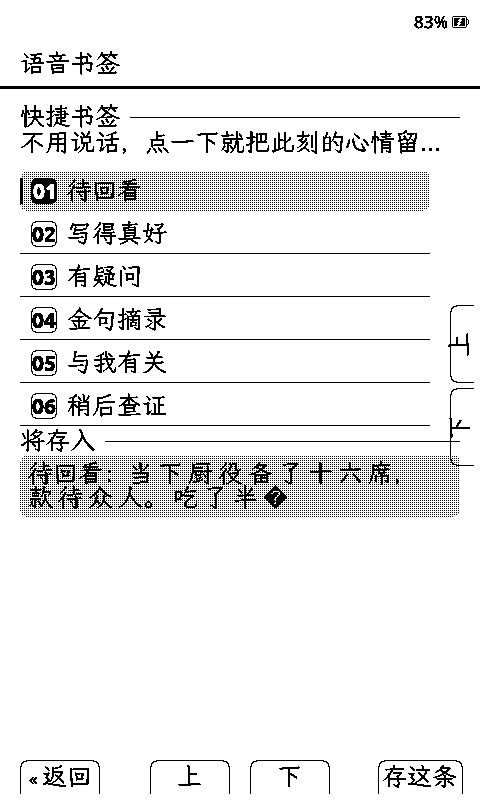 83%
语音书签
快捷书签
不用说话，点一下就把此刻的心情留...
01 待回看
02 写得真好
03 有疑问
04 金句摘录
05 与我有关
06 稍后查证
上
下
将存入
待回看：当下厨役备了十六席，
款待众人。吃了半�
« 返回
上
下
存这条